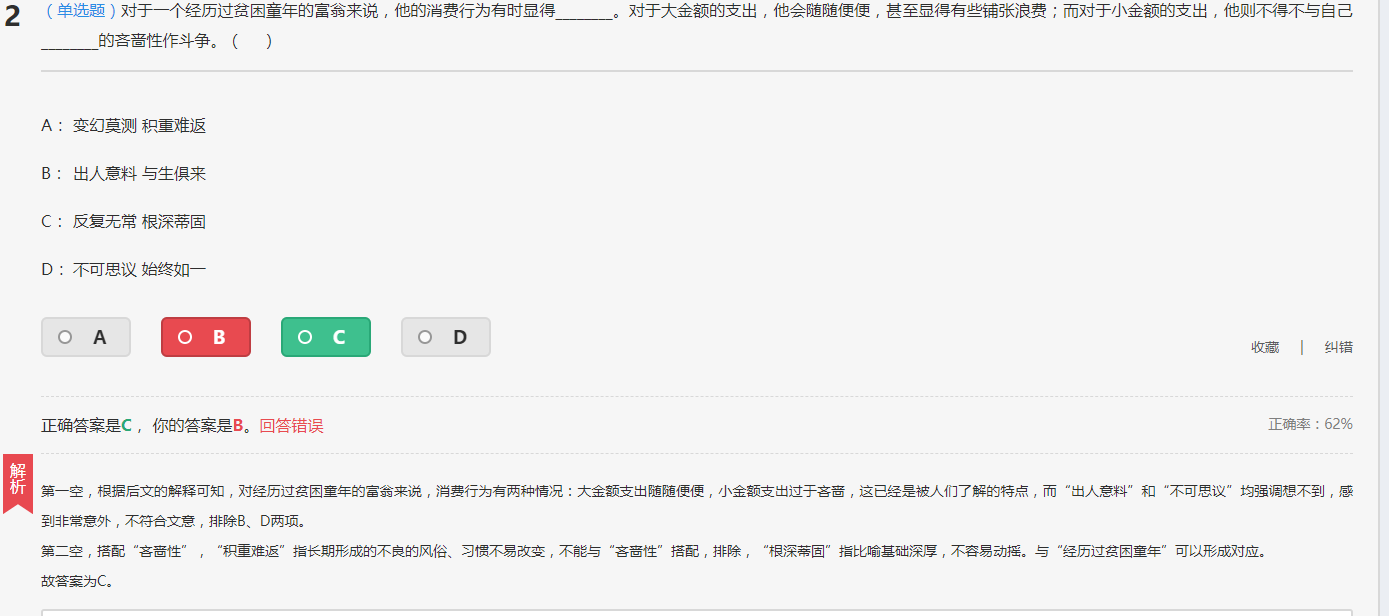 2 （单选题）对于一个经历过贫困童年的富翁来说，他的消费行为有时显得________。对于大金额的支出，他会随随便便，甚至显得有些铺张浪费；而对于小金额的支出，他则不得不与自己
________的吝啬性作斗争。（      ）
A： 变幻莫测 积重难返
B： 出人意料 与生俱来
C： 反复无常 根深蒂固
D： 不可思议 始终如一
A B C D
收藏 | 纠错
正确答案是C， 你的答案是B。回答错误
正确率：62%
解析
第一空，根据后文的解释可知，对经历过贫困童年的富翁来说，消费行为有两种情况：大金额支出随随便便，小金额支出过于吝啬，这已经是被人们了解的特点，而“出人意料”和“不可思议”均强调想不到，感
到非常意外，不符合文意，排除B、D两项。
第二空，搭配“吝啬性”，“积重难返”指长期形成的不良的风俗、习惯不易改变，不能与“吝啬性”搭配，排除，“根深蒂固”指比喻基础深厚，不容易动摇。与“经历过贫困童年”可以形成对应。
故答案为C。